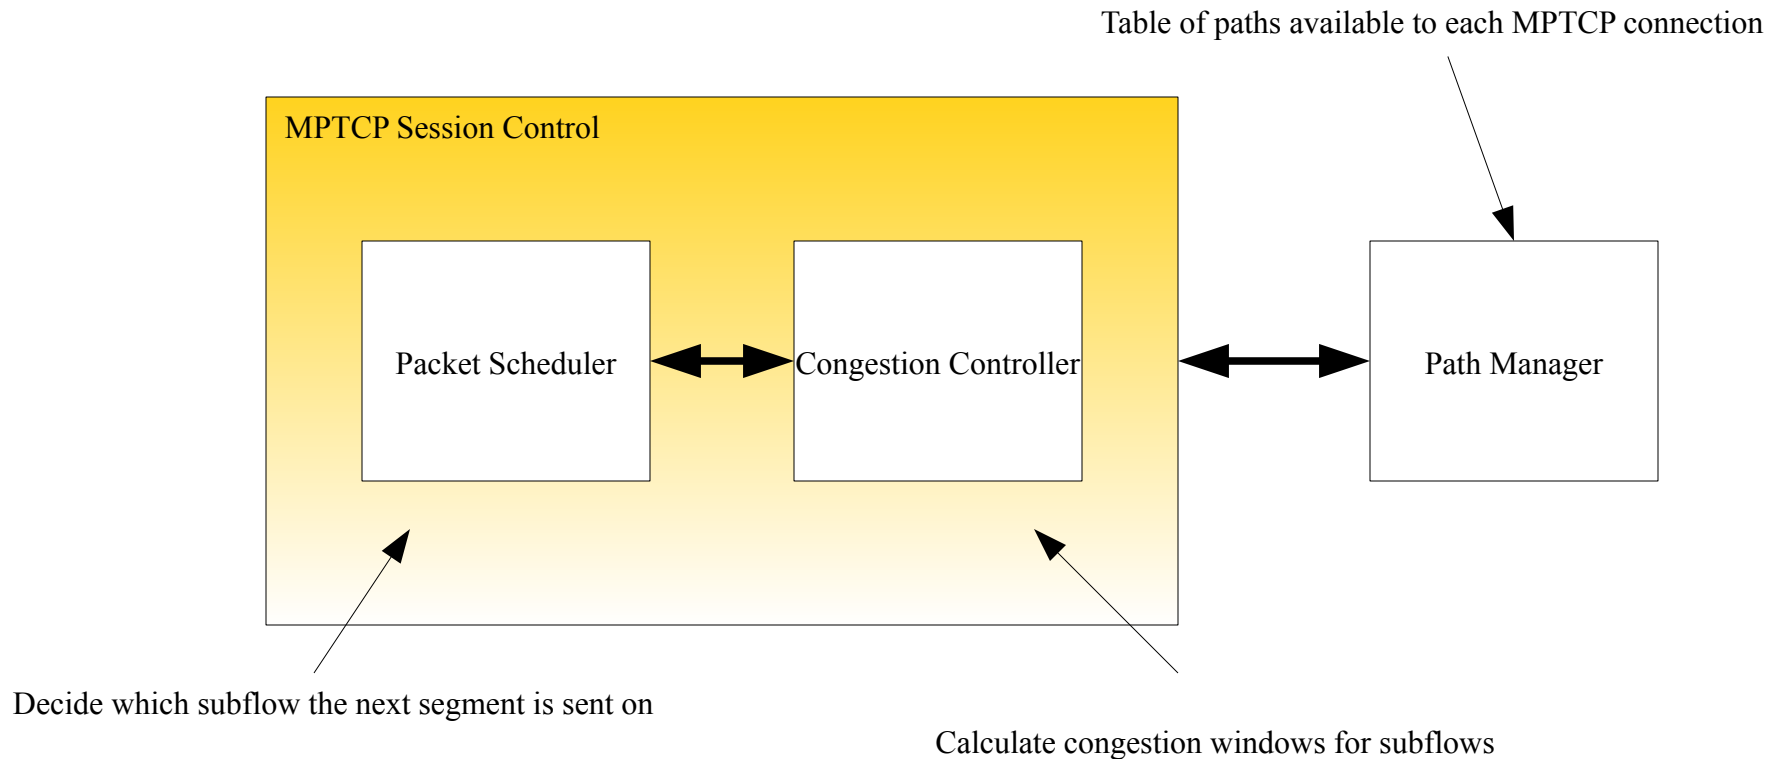 Table of paths available to each MPTCP connection
MPTCP Session Control
Packet Scheduler
Congestion Controller
Path Manager
Decide which subflow the next segment is sent on
Calculate congestion windows for subflows